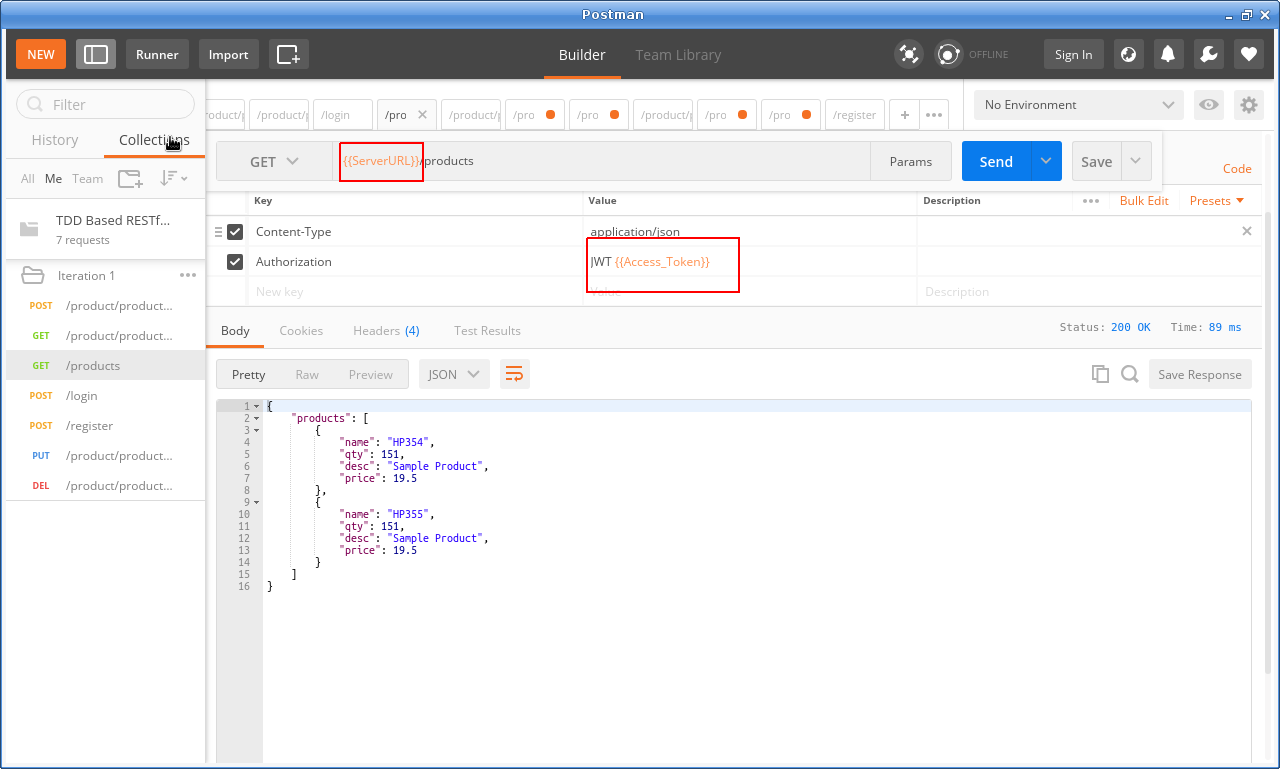 Postman
NEW Runner Import Builder Team Library OFFLINE Sign In
Filter
History Collections
All Me Team
TDD Based RESTf...
7 requests
Iteration 1
POST /product/product...
GET /product/product...
GET /products
POST /login
POST /register
PUT /product/product...
DEL /product/product...
roduct/p /product/p /login /pro /product/p /pro /pro /product/p /pro /pro /register + ••• No Environment
GET {{ServerURL}}/products Params Send Save Code
Key Value Description ••• Bulk Edit Presets
Content-Type application/json
Authorization JWT {{Access_Token}}
New key Value Description
Body Cookies Headers (4) Test Results Status: 200 OK Time: 89 ms
Pretty Raw Preview JSON Save Response
1 {
2 "products": [
3 {
4 "name": "HP354",
5 "qty": 151,
6 "desc": "Sample Product",
7 "price": 19.5
8 },
9 {
10 "name": "HP355",
11 "qty": 151,
12 "desc": "Sample Product",
13 "price": 19.5
14 }
15 ]
16 }